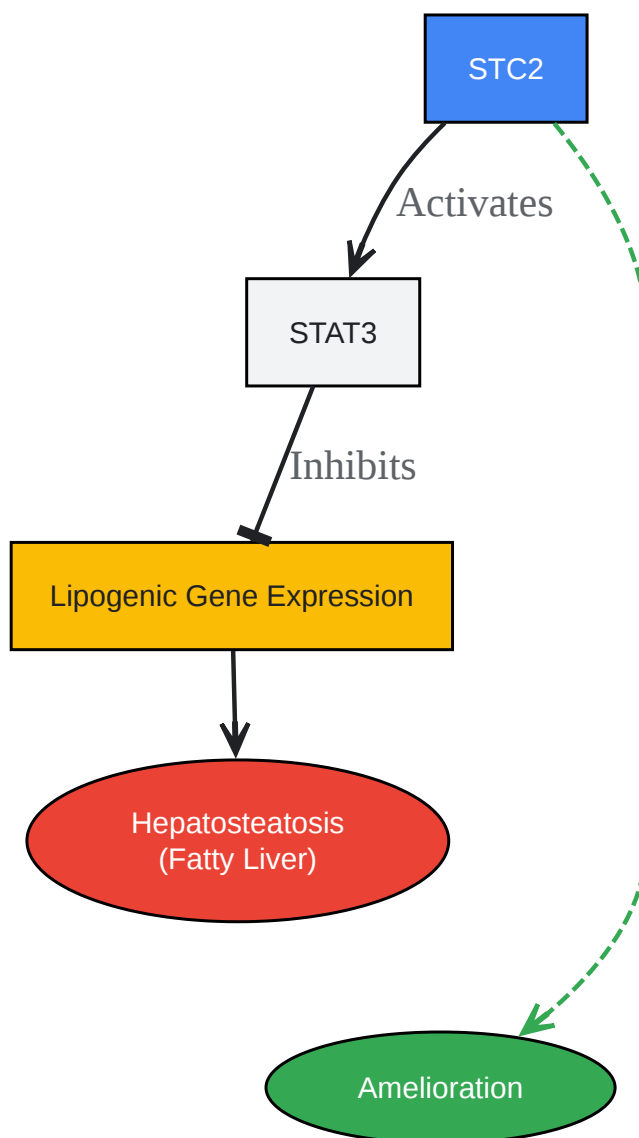 STC2
Activates
STAT3
Inhibits
Lipogenic Gene Expression
Hepatosteatosis
(Fatty Liver)
Amelioration